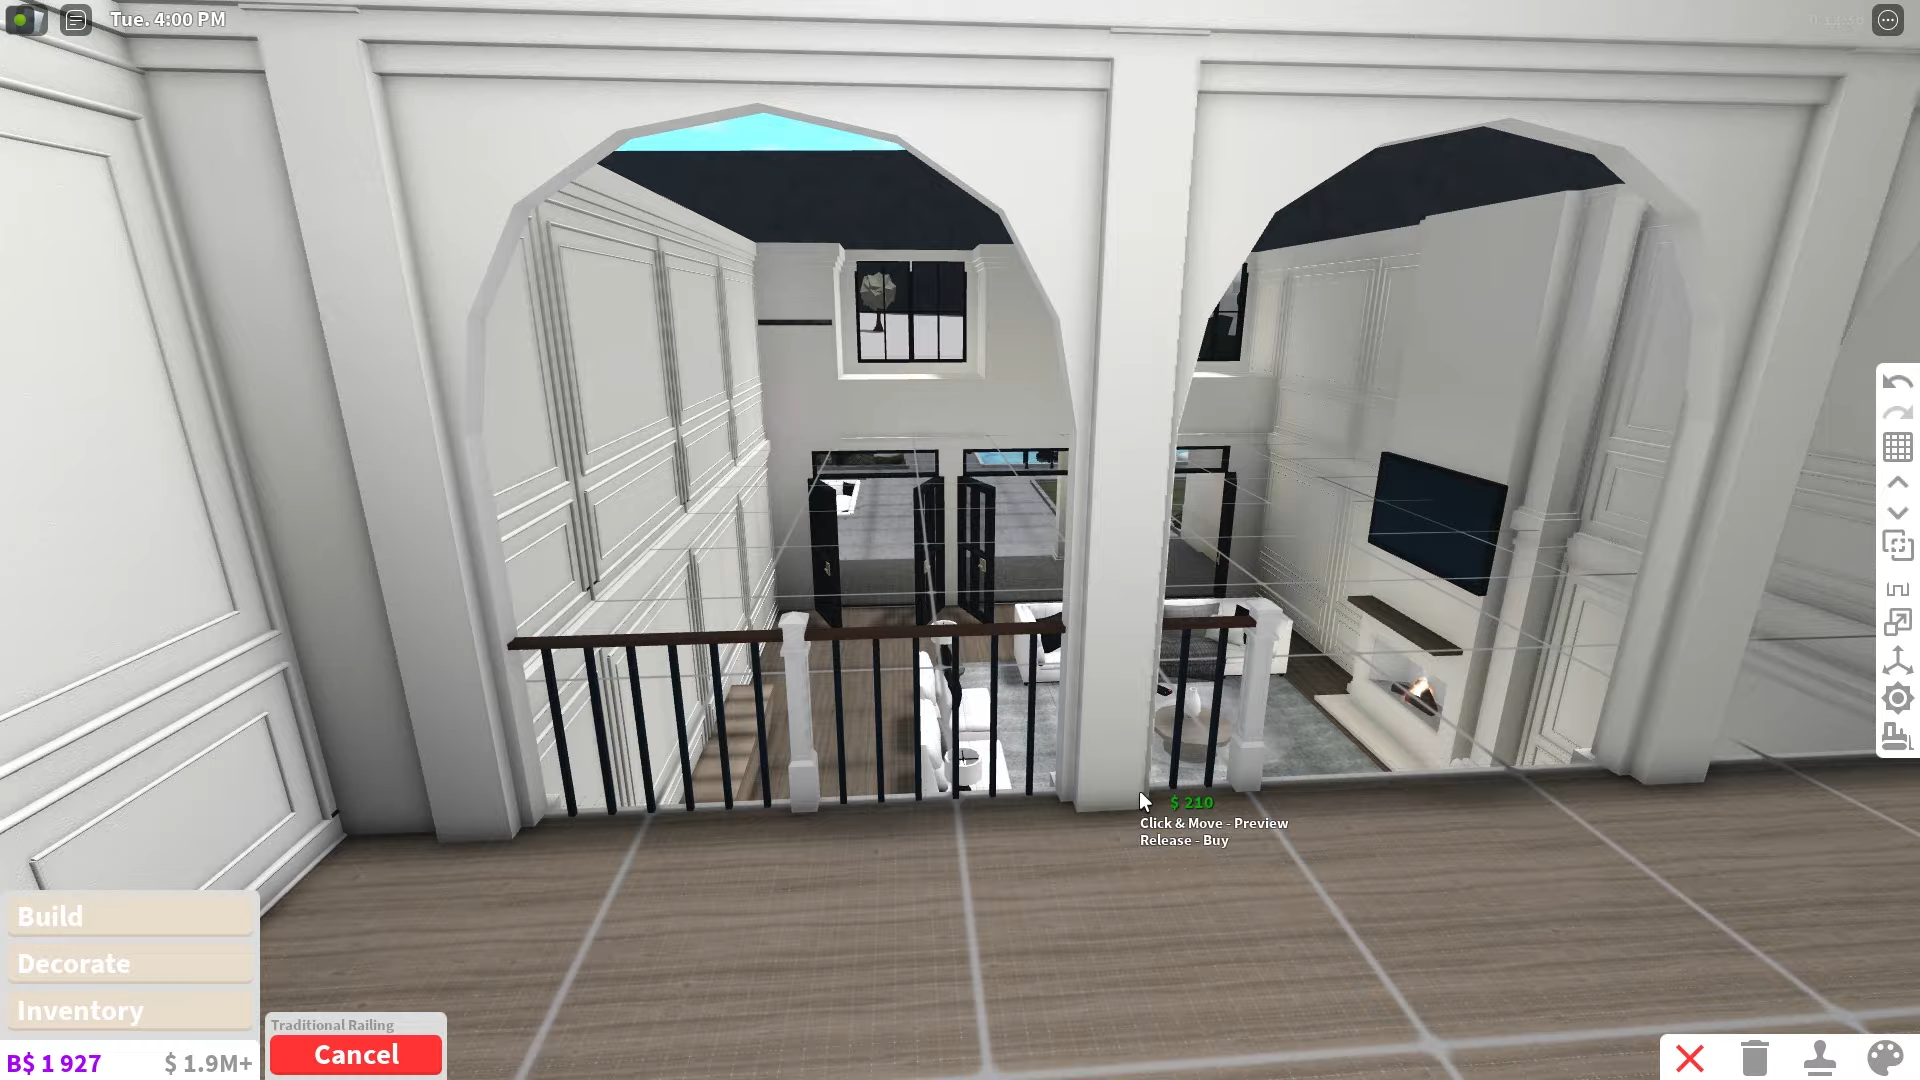 Tue. 4:00 PM
$ 210
Click & Move - Preview
Release - Buy
Build
Decorate
Inventory
Traditional Railing
B$ 1 927
$ 1.9M+
Cancel